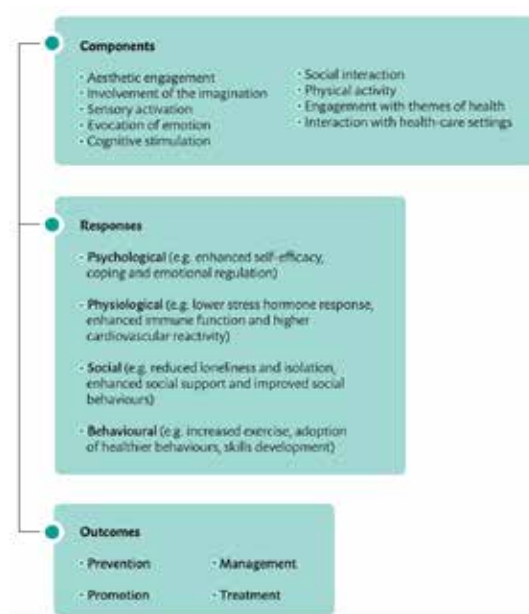 Components
· Aesthetic engagement
· Involvement of the imagination
· Sensory activation
· Evocation of emotion
· Cognitive stimulation
· Social interaction
· Physical activity
· Engagement with themes of health
· Interaction with health-care settings
Responses
· Psychological (e.g. enhanced self-efficacy,
coping and emotional regulation)
· Physiological (e.g. lower stress hormone response,
enhanced immune function and higher
cardiovascular reactivity)
· Social (e.g. reduced loneliness and isolation,
enhanced social support and improved social
behaviours)
· Behavioural (e.g. increased exercise, adoption
of healthier behaviours, skills development)
Outcomes
· Prevention · Management
· Promotion · Treatment